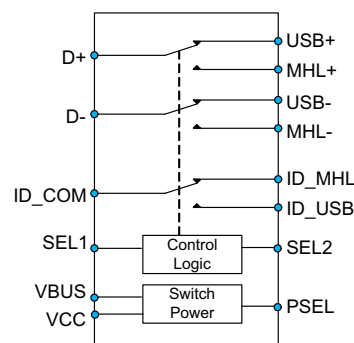 D+
USB+
MHL+
D-
USB-
MHL-
ID_COM
ID_MHL
ID_USB
SEL1
Control
Logic
SEL2
VBUS
VCC
Switch
Power
PSEL